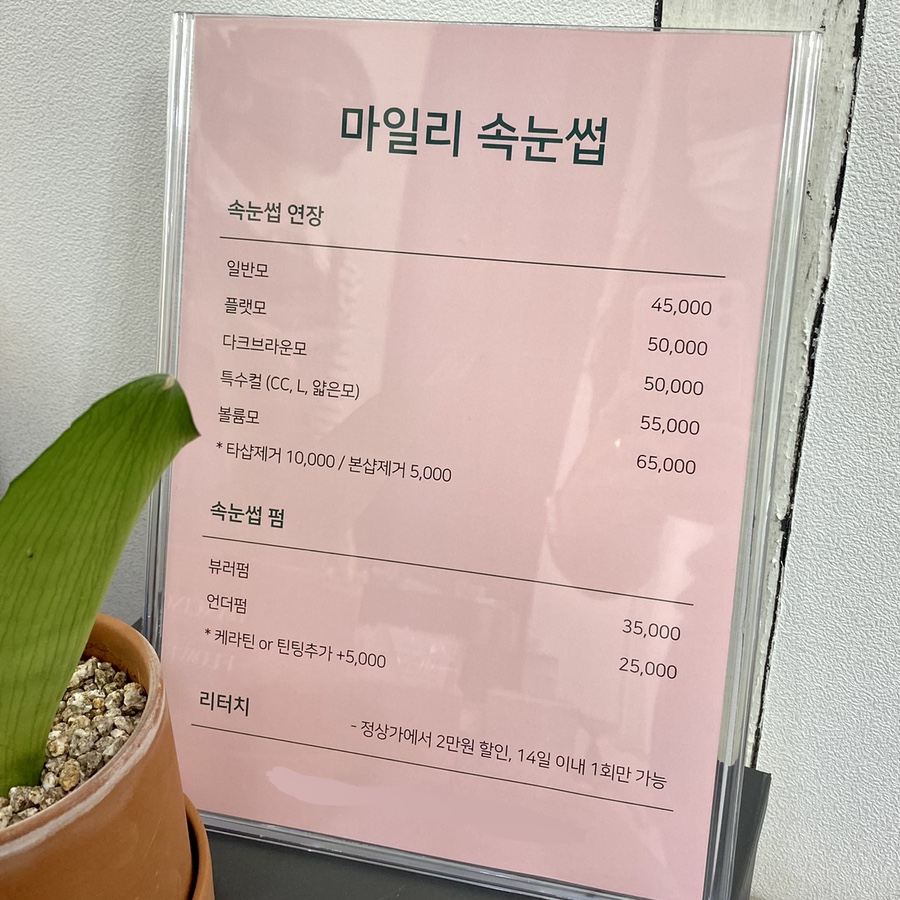 마일리 속눈썹
속눈썹 연장
일반모 45,000
플랫모 50,000
다크브라운모 50,000
특수컬 (CC, L, 얇은모) 55,000
볼륨모 65,000
* 타샵제거 10,000 / 본샵제거 5,000
속눈썹 펌
뷰러펌 35,000
언더펌 25,000
* 케라틴 or 틴팅추가 +5,000
리터치 - 정상가에서 2만원 할인, 14일 이내 1회만 가능